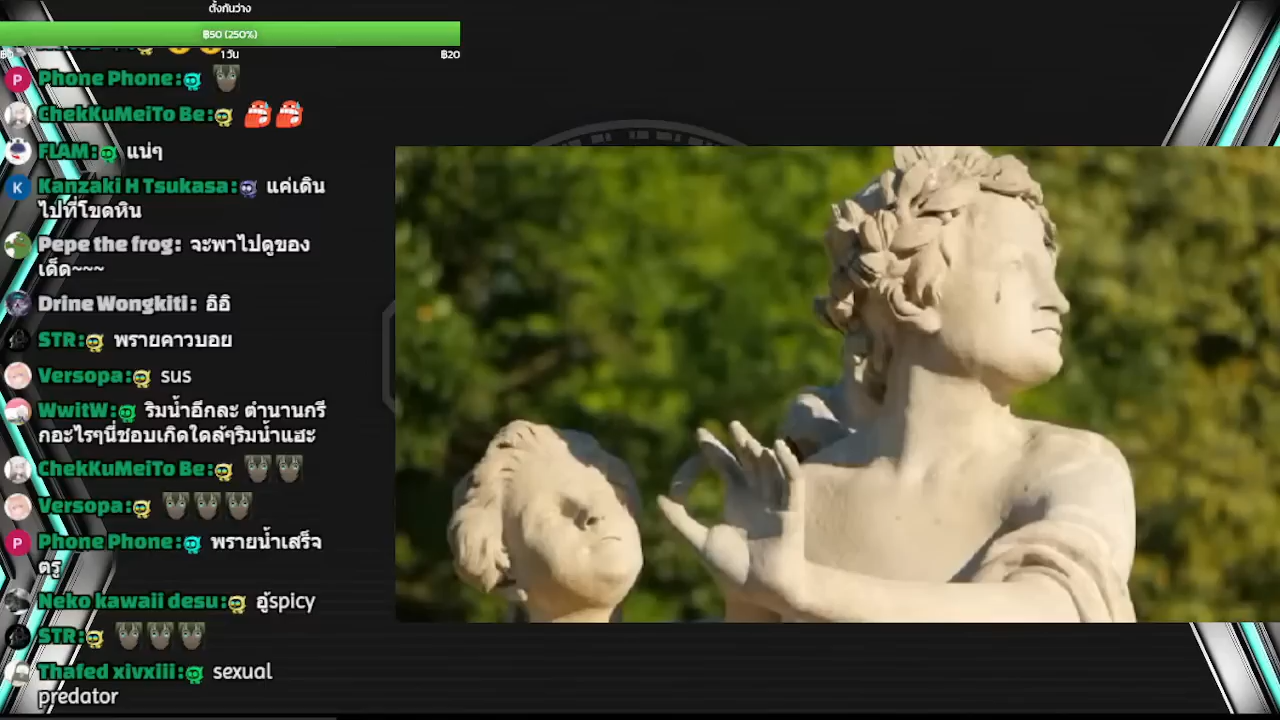 ตั้งกันว่าง
฿50 (250%)
1 วัน
฿20
Phone Phone:
ChekKuMeiTo Be:
FLAM: แน่ๆ
Kanzaki H Tsukasa: แค่เดิน
ไปที่โขดหิน
Pepe the frog: จะพาไปดูของ
เด็ด~~~
Drine Wongkiti: อิอิ
STR: พรายคาวบอย
Versopa: sus
WwitW: ริมน้ำอีกละ ตำนานกรี
กอะไรๆนี่ชอบเกิดใกล้ๆริมน้ำแฮะ
ChekKuMeiTo Be:
Versopa:
Phone Phone: พรายน้ำเสร็จ
ตรู
Neko kawaii desu: อู้spicy
STR:
Thafed xivxiii: sexual
predator